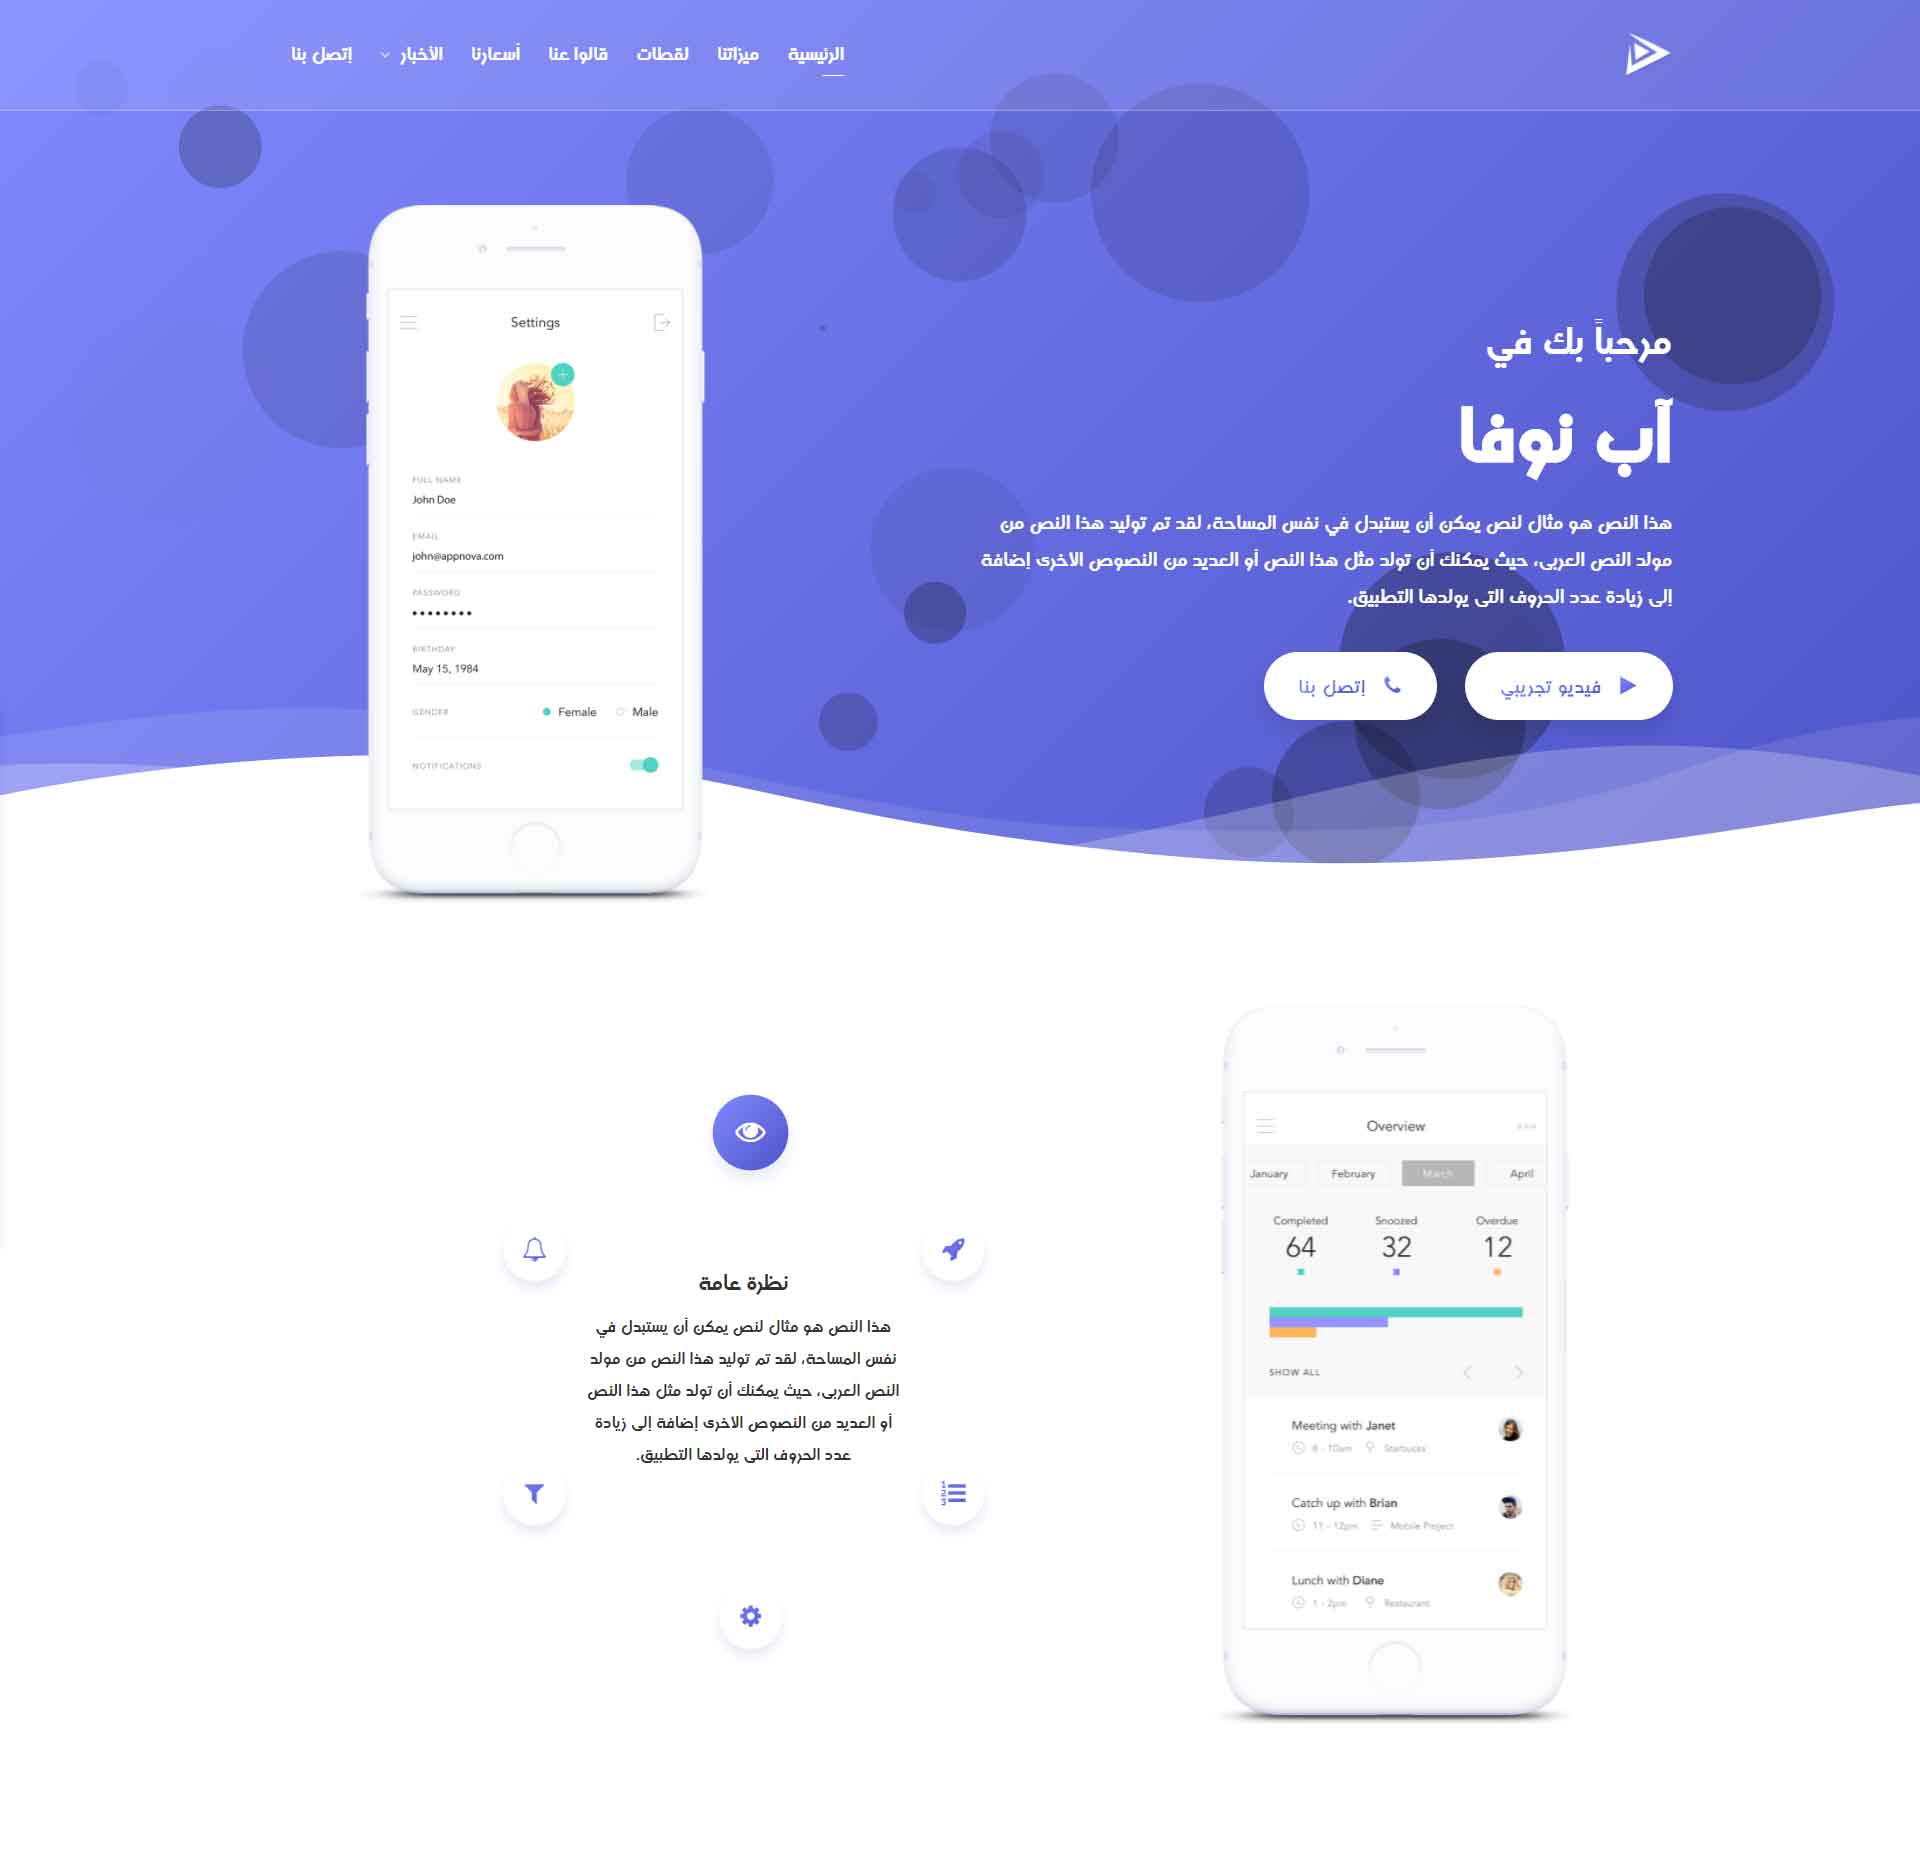 الرئيسية
ميزاتنا
لقطات
قالوا عنا
أسعارنا
الأخبار
إتصل بنا
مرحباً بك في
آب نوفا
هذا النص هو مثال لنص يمكن أن يستبدل في نفس المساحة، لقد تم توليد هذا النص من
مولد النص العربى، حيث يمكنك أن تولد مثل هذا النص أو العديد من النصوص الاخرى إضافة
إلى زيادة عدد الحروف التى يولدها التطبيق.
فيديو تجريبي
إتصل بنا
Settings
FULL NAME
John Doe
EMAIL
john@appnova.com
PASSWORD
BIRTHDAY
May 15, 1984
GENDER Female Male
NOTIFICATIONS
Overview
January February March April
Completed Snoozed Overdue
64 32 12
SHOW ALL
Meeting with Janet
8 - 10am Starbucks
Catch up with Brian
11 - 12pm Mobile Project
Lunch with Diane
1 - 2pm Restaurant
نظرة عامة
هذا النص هو مثال لنص يمكن أن يستبدل في
نفس المساحة، لقد تم توليد هذا النص من مولد
النص العربى، حيث يمكنك أن تولد مثل هذا النص
أو العديد من النصوص الاخرى إضافة إلى زيادة
عدد الحروف التى يولدها التطبيق.